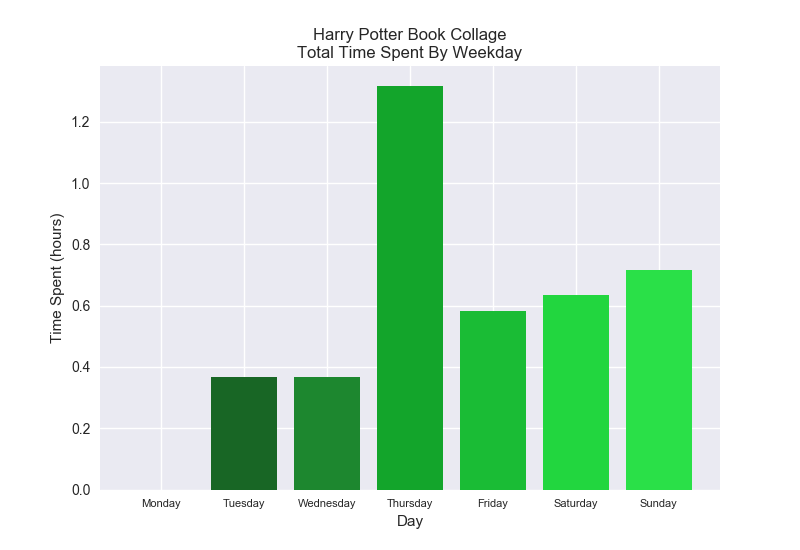 Harry Potter Book Collage
Total Time Spent By Weekday
Time Spent (hours)
1.2
1.0
0.8
0.6
0.4
0.2
0.0
Monday Tuesday Wednesday Thursday Friday Saturday Sunday
Day